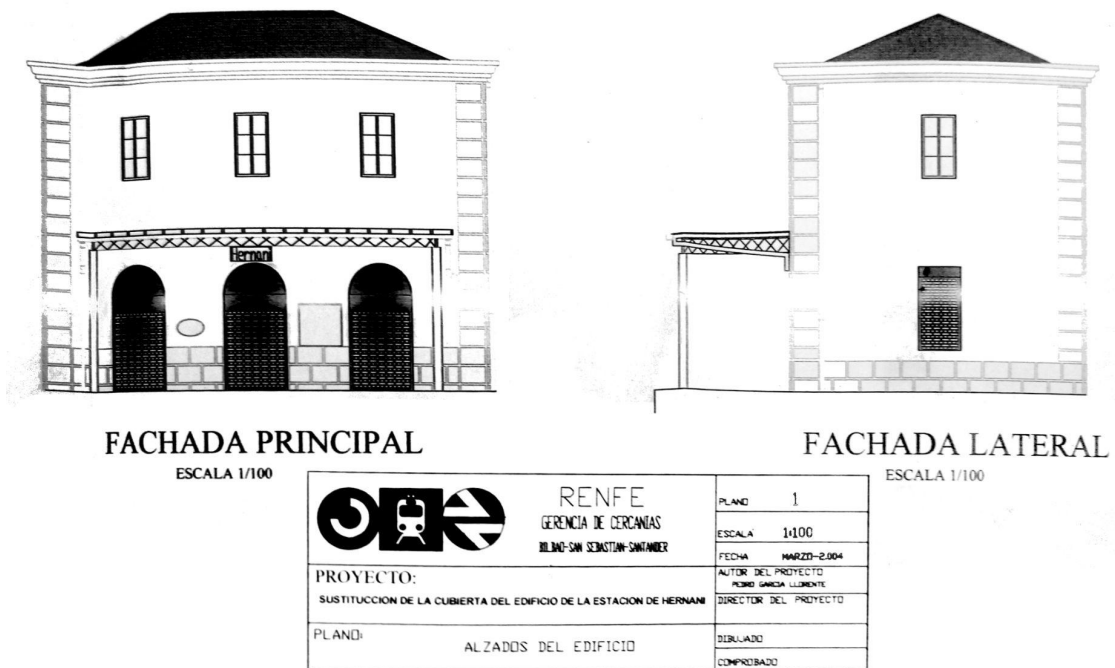 Hernani
FACHADA PRINCIPAL
ESCALA 1/100
FACHADA LATERAL
ESCALA 1/100
RENFE
GERENCIA DE CERCANIAS
BILBAO-SAN SEBASTIAN-SANTANDER
PLANO 1
ESCALA 1:100
FECHA MARZO-2.004
AUTOR DEL PROYECTO
PEDRO GARCIA LLORENTE
DIRECTOR DEL PROYECTO
PROYECTO:
SUSTITUCCION DE LA CUBIERTA DEL EDIFICIO DE LA ESTACION DE HERNANI
PLANO:
ALZADOS DEL EDIFICIO
DIBUJADO
COMPROBADO